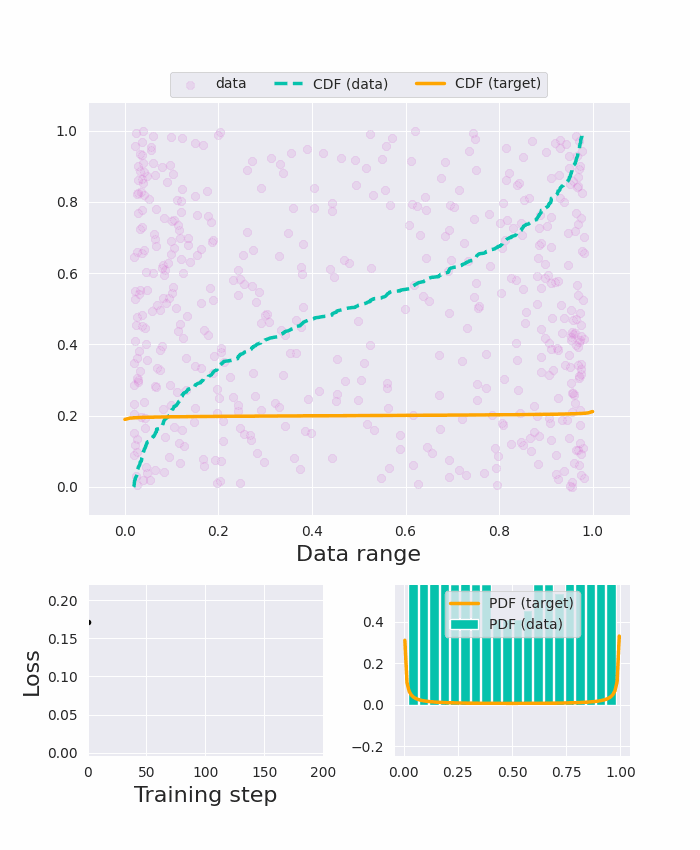 data CDF (data) CDF (target)
1.0
0.8
0.6
0.4
0.2
0.0
0.0 0.2 0.4 0.6 0.8 1.0
Data range
0.20
0.15
0.10
0.05
0.00
Loss
0 50 100 150 200
Training step
PDF (target)
PDF (data)
0.4
0.2
0.0
−0.2
0.00 0.25 0.50 0.75 1.00